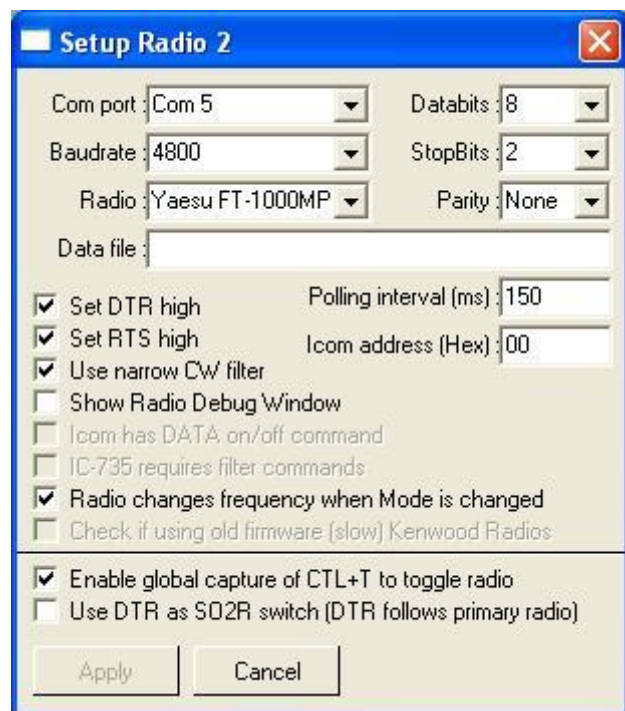 Setup Radio 2
Com port : Com 5 Databits : 8
Baudrate : 4800 StopBits : 2
Radio : Yaesu FT-1000MP Parity : None
Data file :
Set DTR high Polling interval (ms) : 150
Set RTS high Icom address (Hex) : 00
Use narrow CW filter
Show Radio Debug Window
Icom has DATA on/off command
IC-735 requires filter commands
Radio changes frequency when Mode is changed
Check if using old firmware (slow) Kenwood Radios
Enable global capture of CTL+T to toggle radio
Use DTR as SO2R switch (DTR follows primary radio)
Apply Cancel